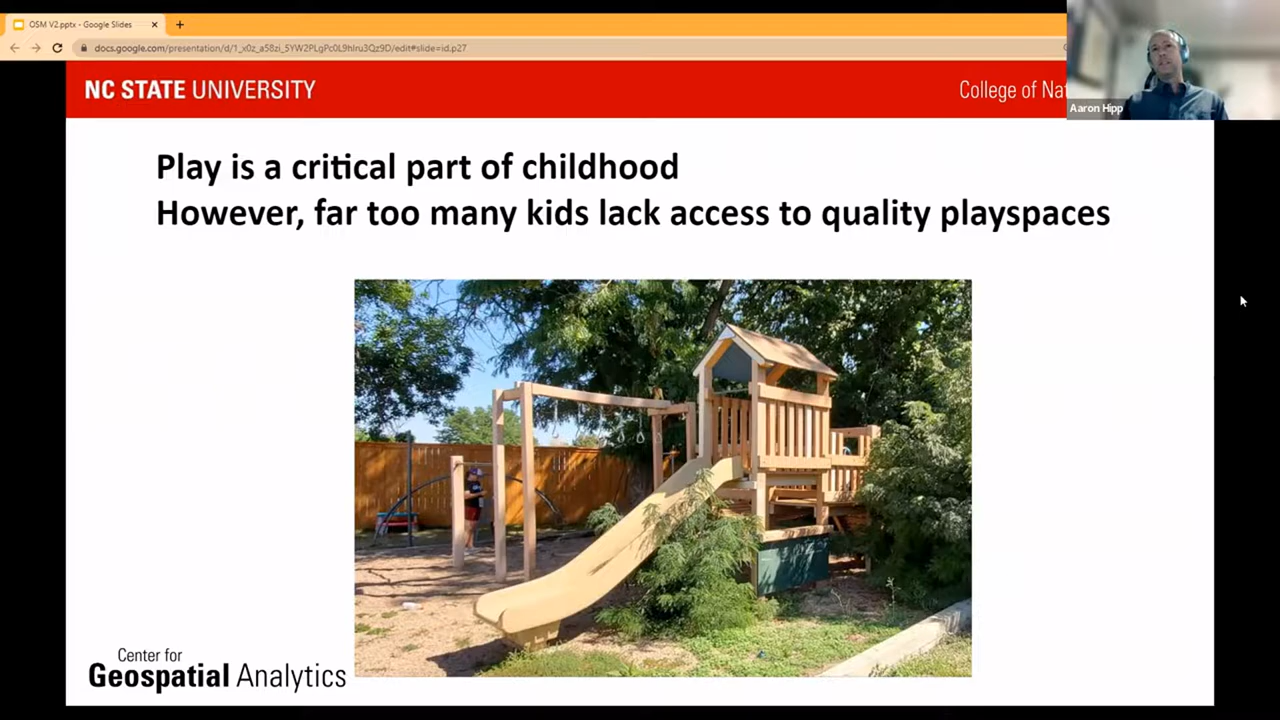 OSM V2.pptx - Google Slides
docs.google.com/presentation/d/1_x0z_a58zi_5YW2PLgPc0L9hIru3Qz9D/edit#slide=id.p27
NC STATE UNIVERSITY
College of Nat
Aaron Hipp
Play is a critical part of childhood
However, far too many kids lack access to quality playspaces
Center for
Geospatial Analytics